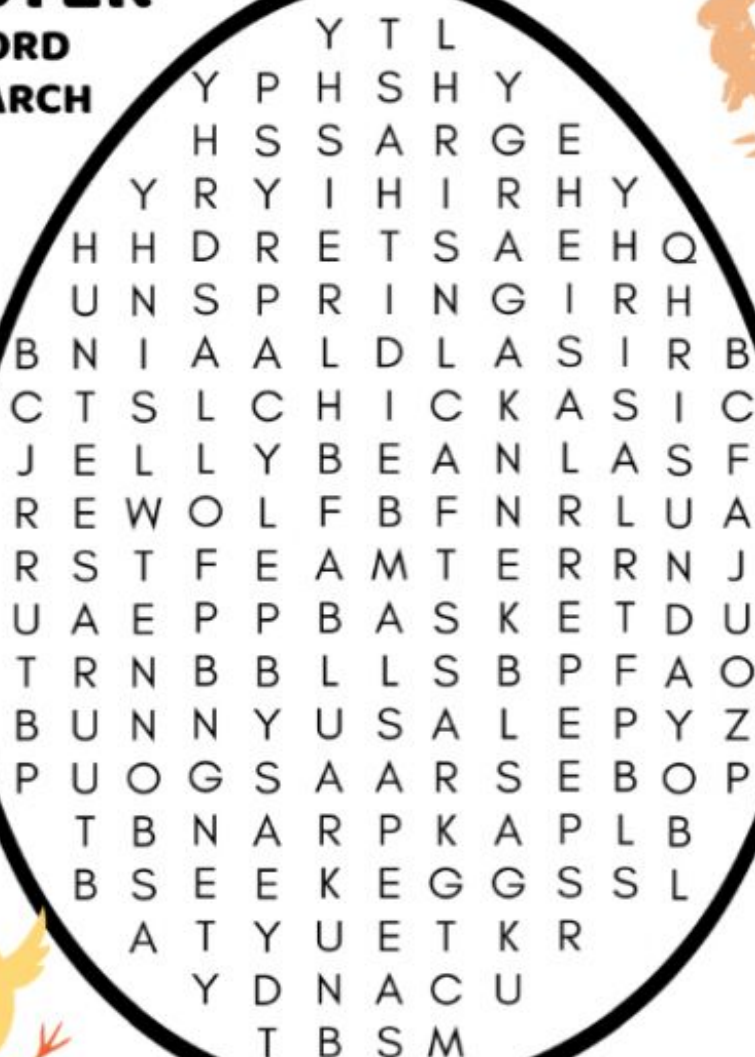 ORD
ARCH
Y T L
Y P H S H Y
H S S A R G E
Y R Y I H I R H Y
H H D R E T S A E H Q
U N S P R I N G I R H
B N I A A L D L A S I R B
C T S L C H I C K A S I C
J E L L Y B E A N L A S F
R E W O L F B F N R L U A
R S T F E A M T E R R N J
U A E P P B A S K E T D U
T R N B B L L S B P F A O
B U N N Y U S A L E P Y Z
P U O G S A A R S E B O P
T B N A R P K A P L B
B S E E K E G G S S L
A T Y U E T K R
Y D N A C U
T B S M